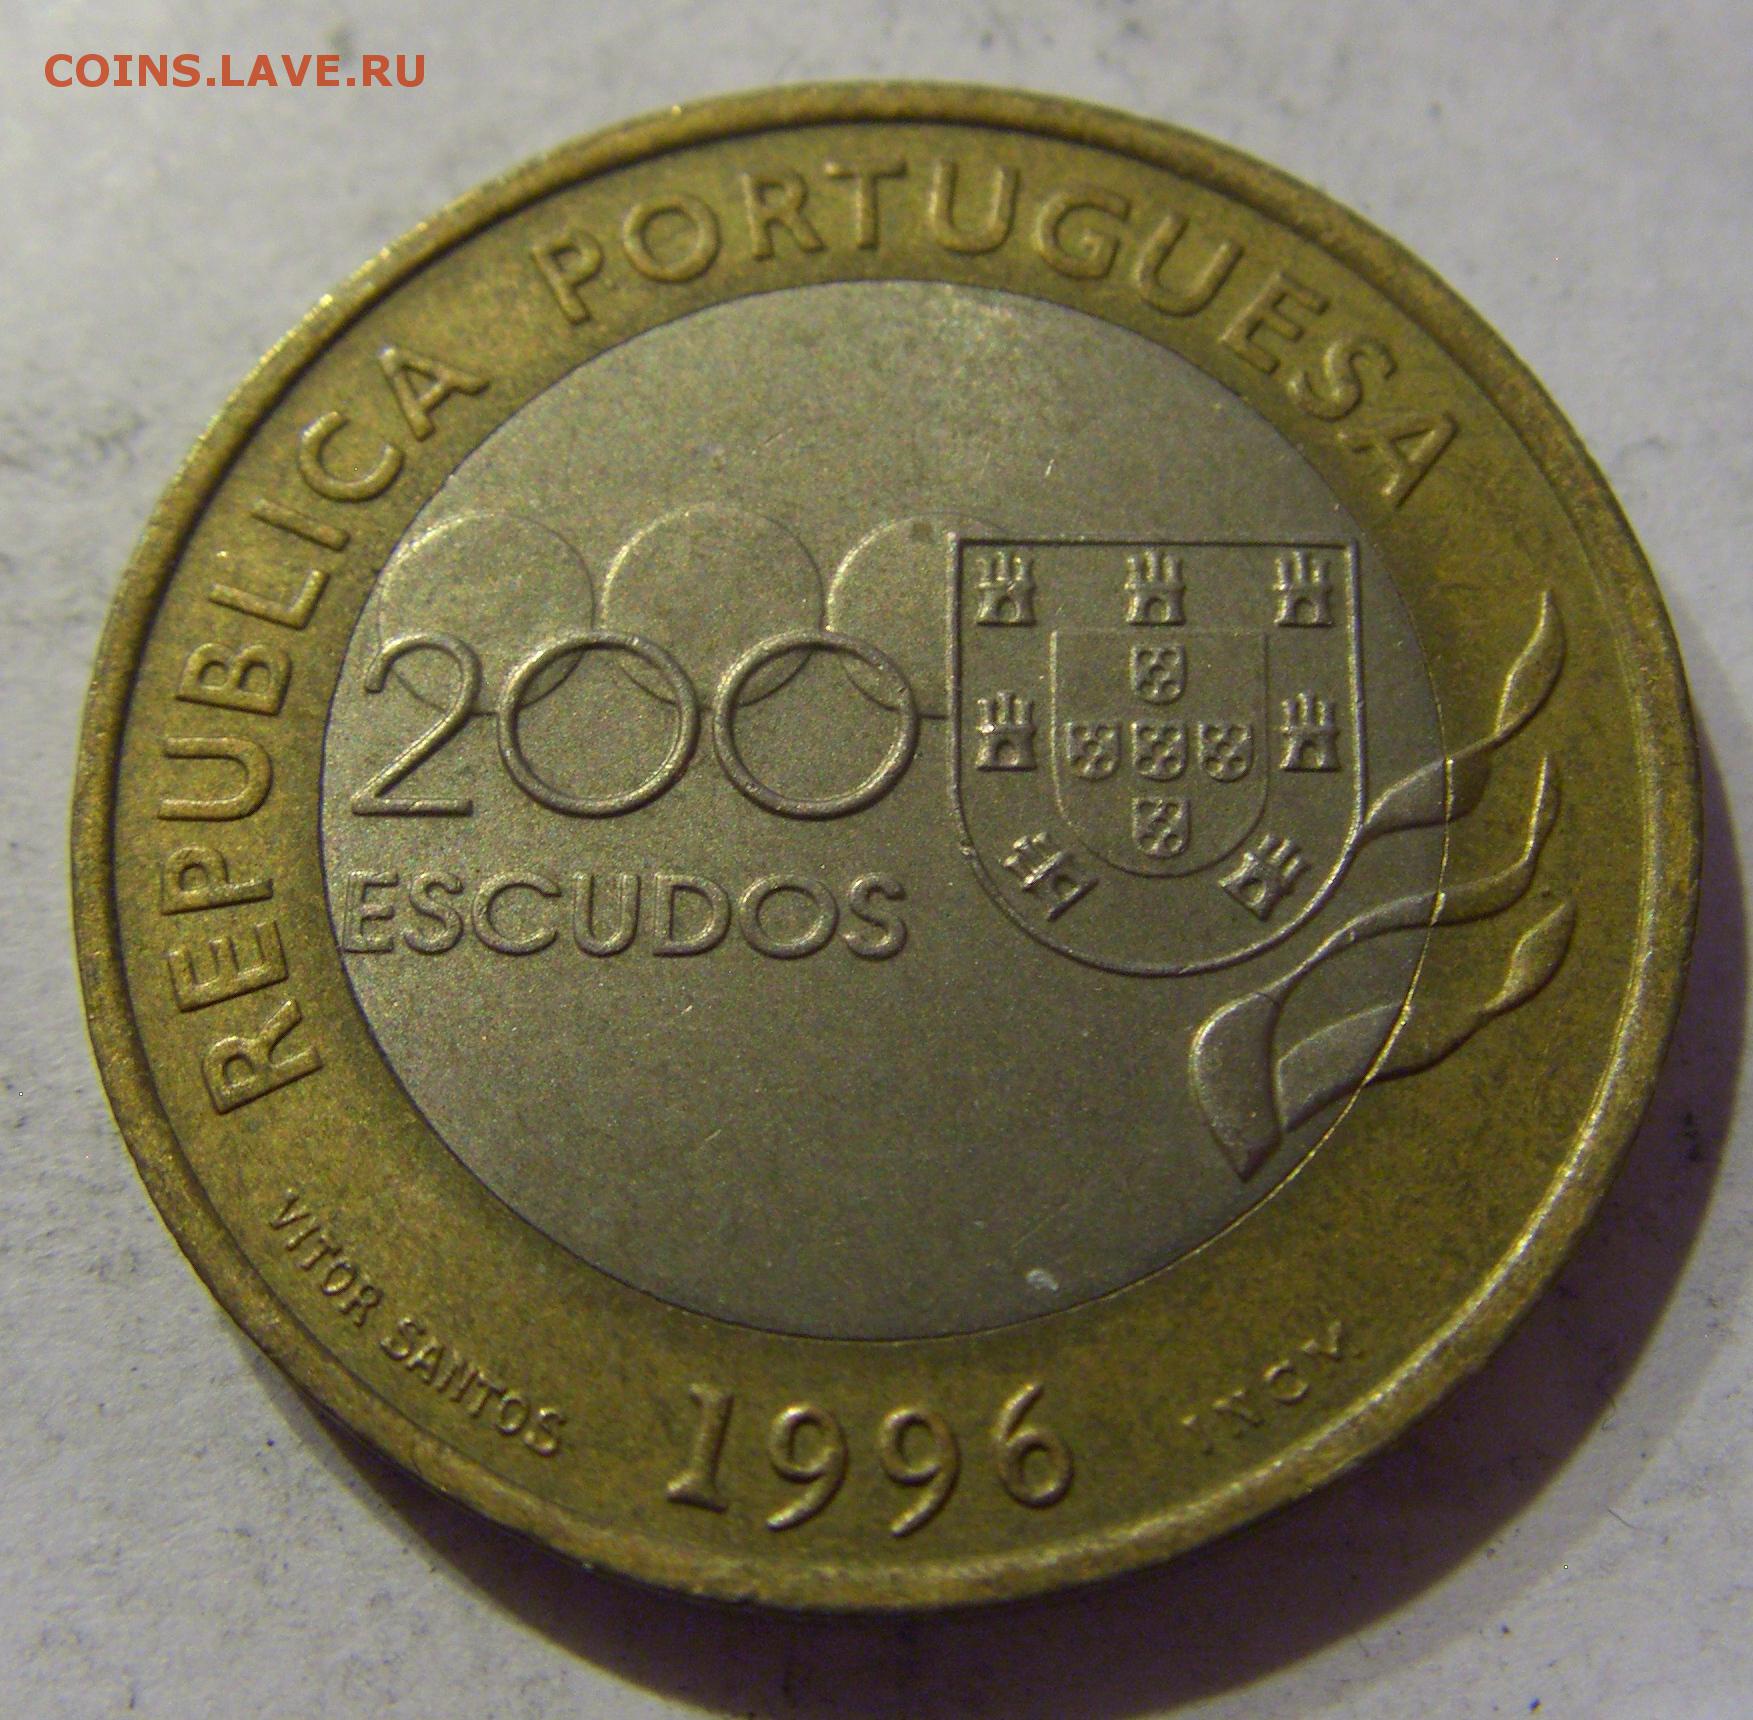 COINS.LAVE.RU
REPUBLICA PORTUGUESA
200
ESCUDOS
VITOR SANTOS
1996
INCM